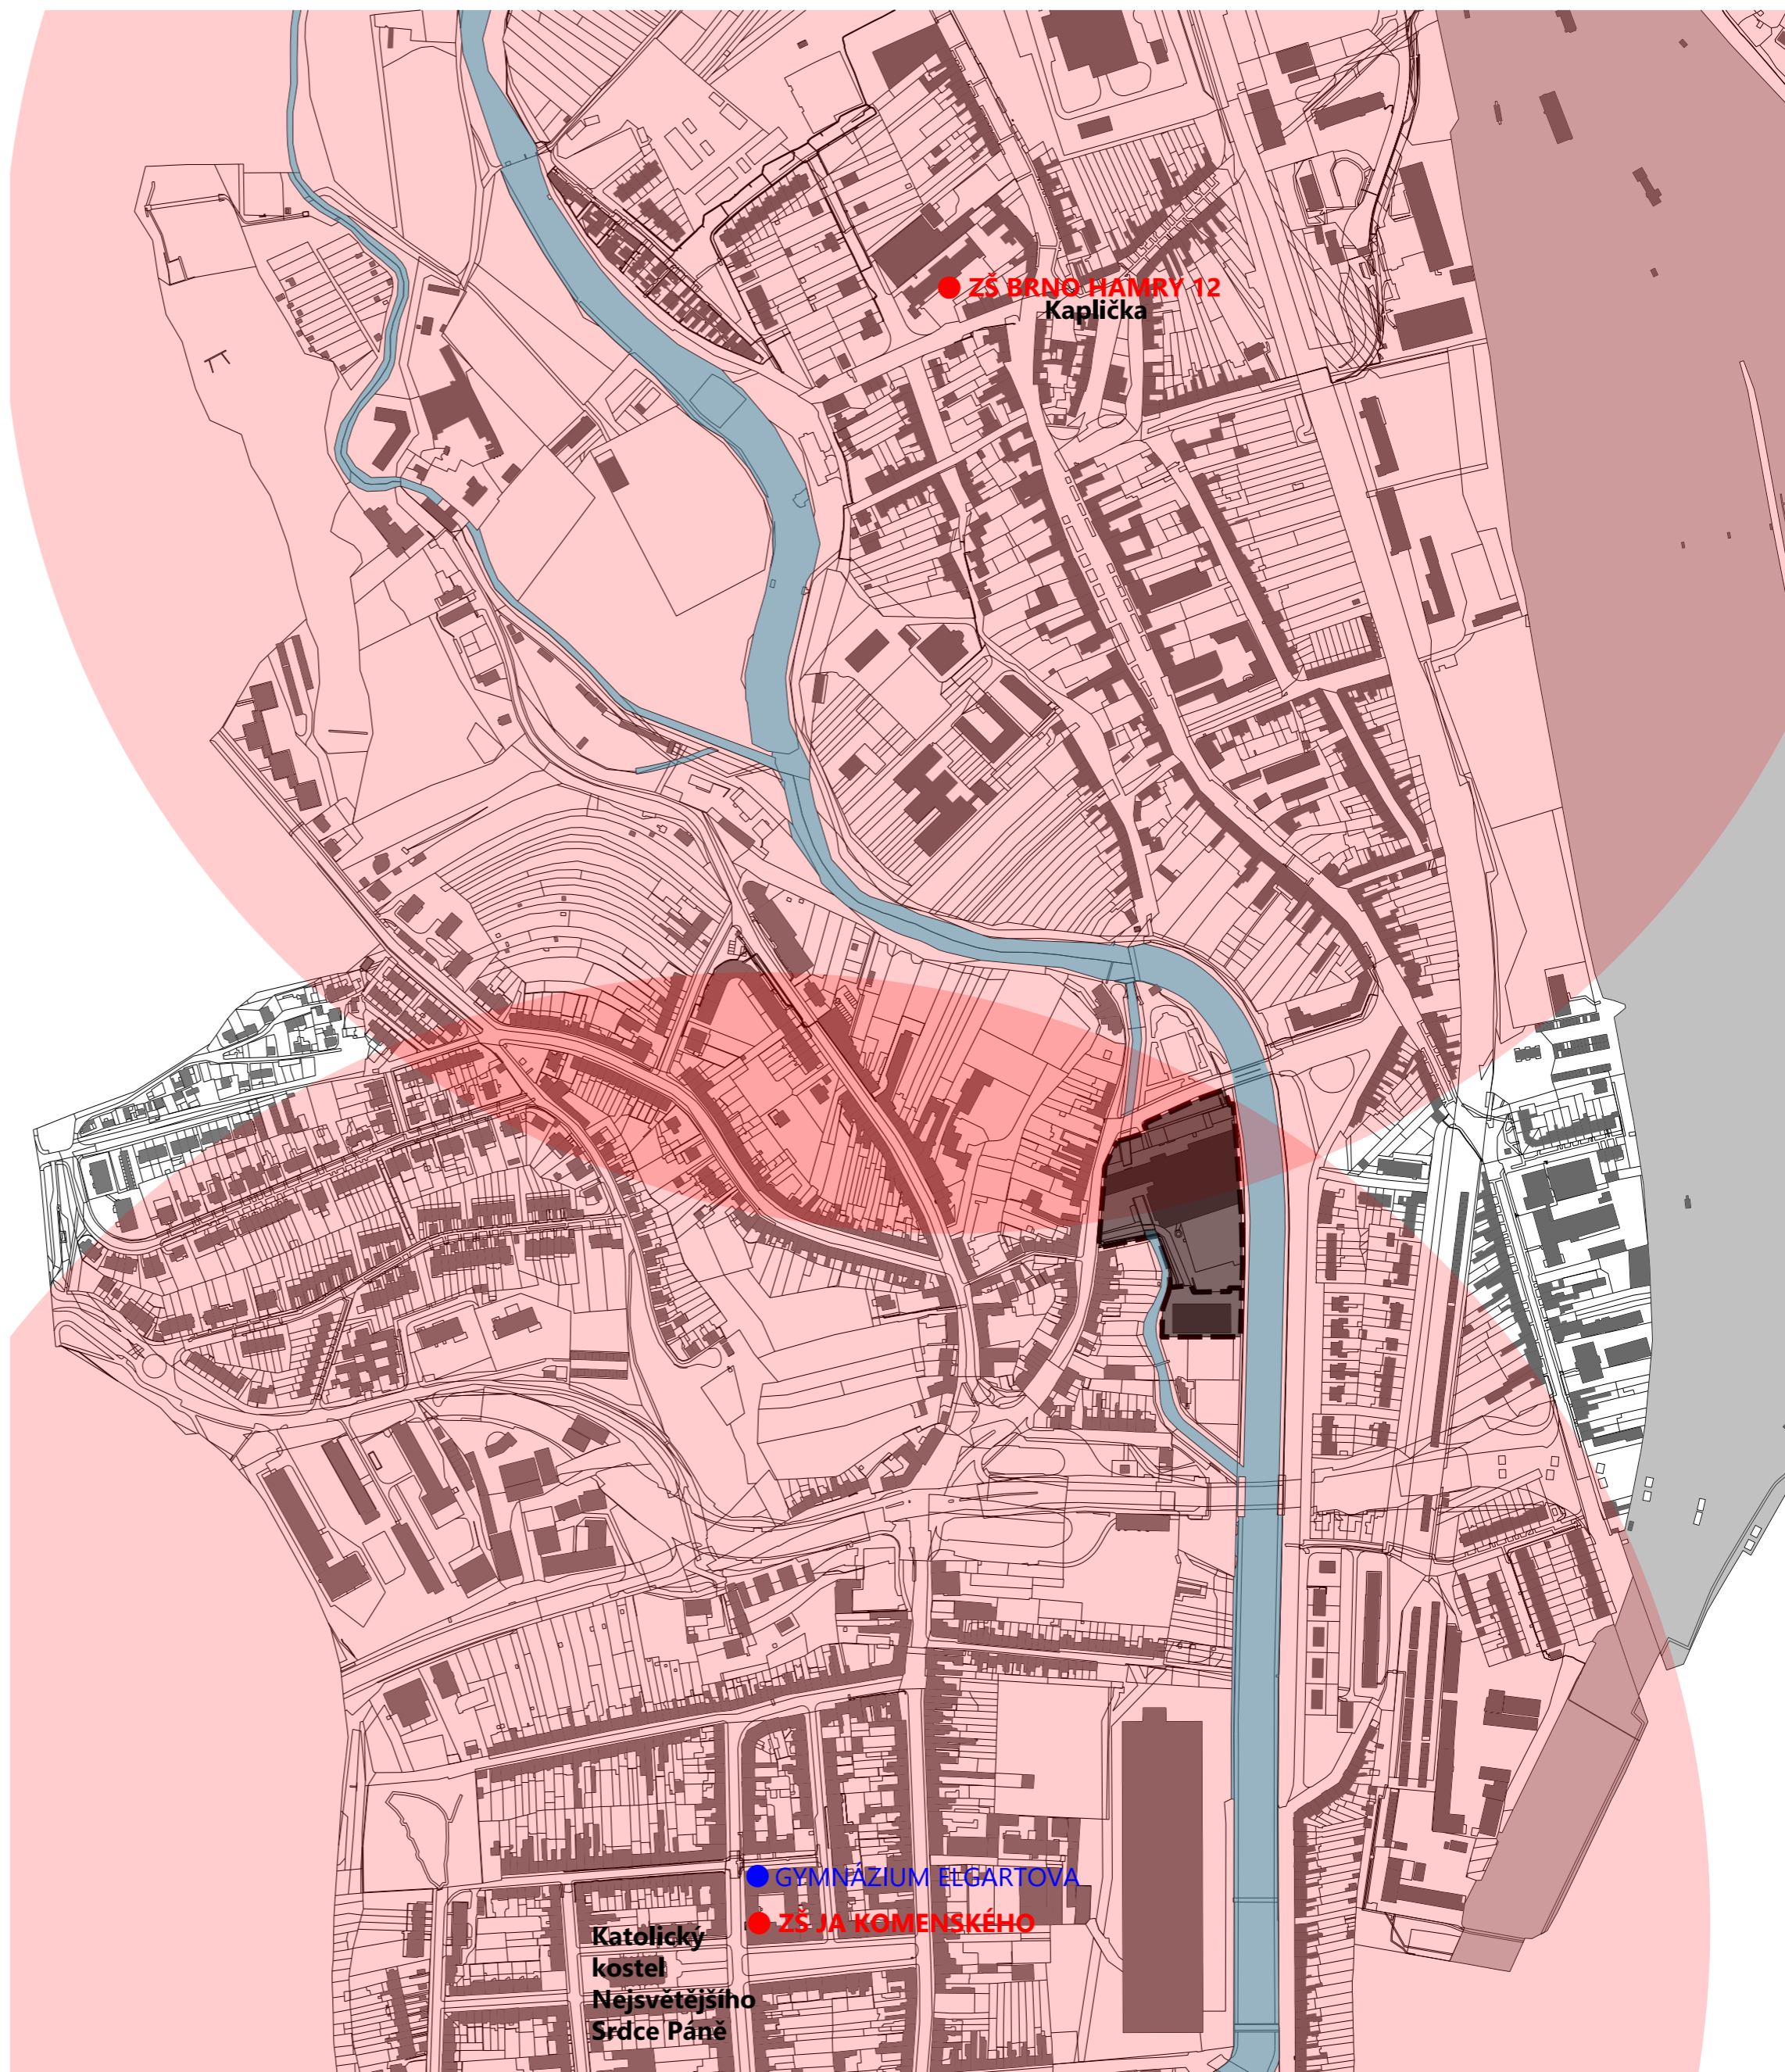 ZŠ BRNO HAMRY 12
Kaplička
GYMNÁZIUM ELGARTOVA
ZŠ JA KOMENSKÉHO
Katolický
kostel
Nejsvětějšího
Srdce Páně